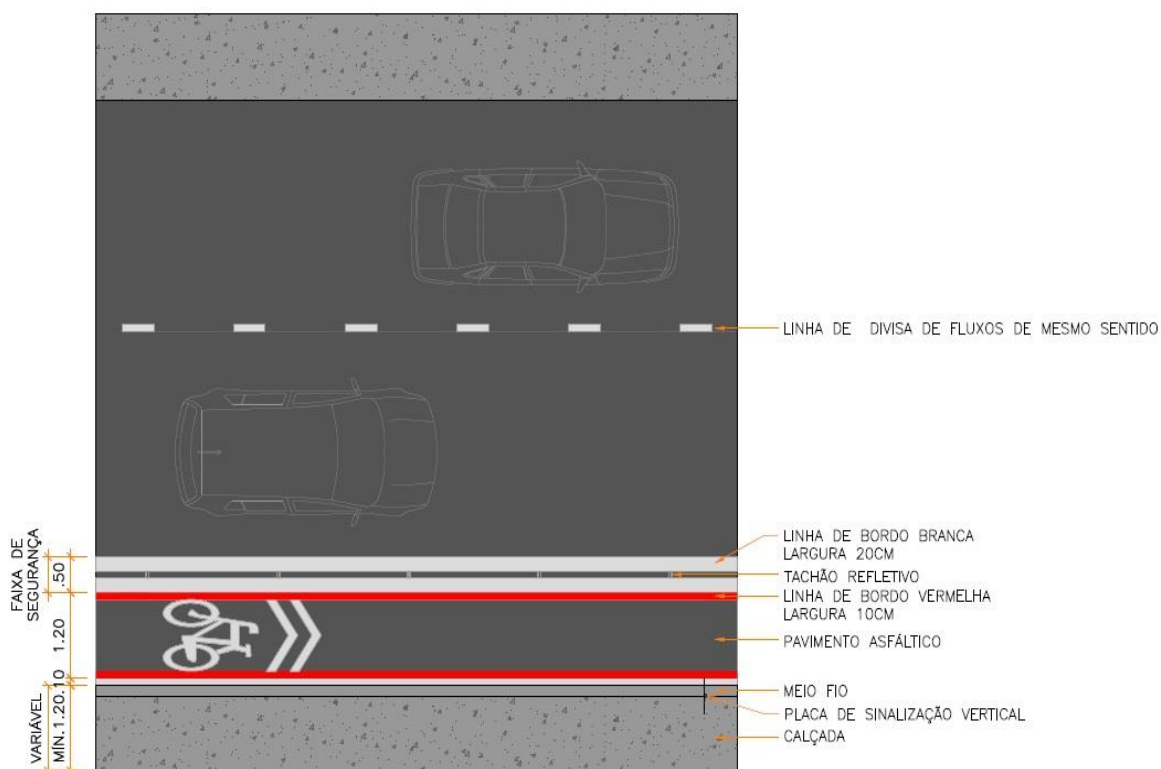 LINHA DE DIVISA DE FLUXOS DE MESMO SENTIDO
LINHA DE BORDO BRANCA
LARGURA 20CM
TACHÃO REFLETIVO
LINHA DE BORDO VERMELHA
LARGURA 10CM
PAVIMENTO ASFÁLTICO
MEIO FIO
PLACA DE SINALIZAÇÃO VERTICAL
CALÇADA
FAIXA DE
SEGURANÇA
.50
1.20
.10
VARIÁVEL
MÍN.1.20